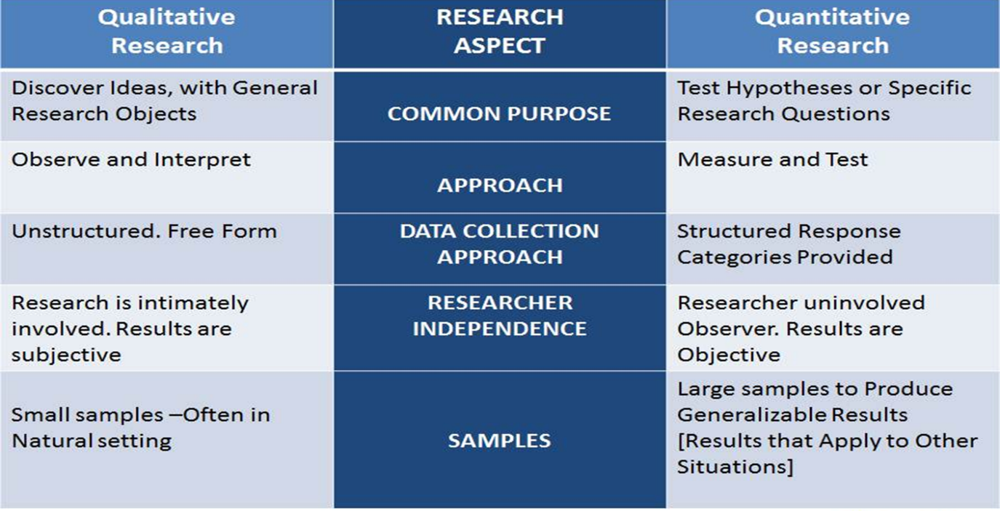 Qualitative
Research
RESEARCH
ASPECT
Quantitative
Research
Discover Ideas, with General
Research Objects
COMMON PURPOSE
Test Hypotheses or Specific
Research Questions
Observe and Interpret
APPROACH
Measure and Test
Unstructured. Free Form
DATA COLLECTION
APPROACH
Structured Response
Categories Provided
Research is intimately
involved. Results are
subjective
RESEARCHER
INDEPENDENCE
Researcher uninvolved
Observer. Results are
Objective
Small samples –Often in
Natural setting
SAMPLES
Large samples to Produce
Generalizable Results
[Results that Apply to Other
Situations]